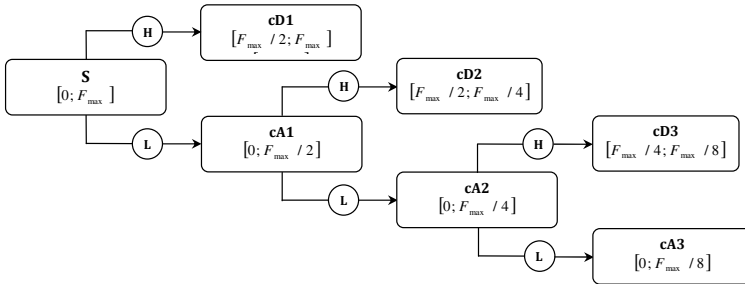 cD1
[F_max / 2; F_max ]
H
S
[0; F_max ]
cD2
[F_max / 2; F_max / 4]
H
L
cA1
[0; F_max / 2]
cD3
[F_max / 4; F_max / 8]
H
L
cA2
[0; F_max / 4]
L
cA3
[0; F_max / 8]